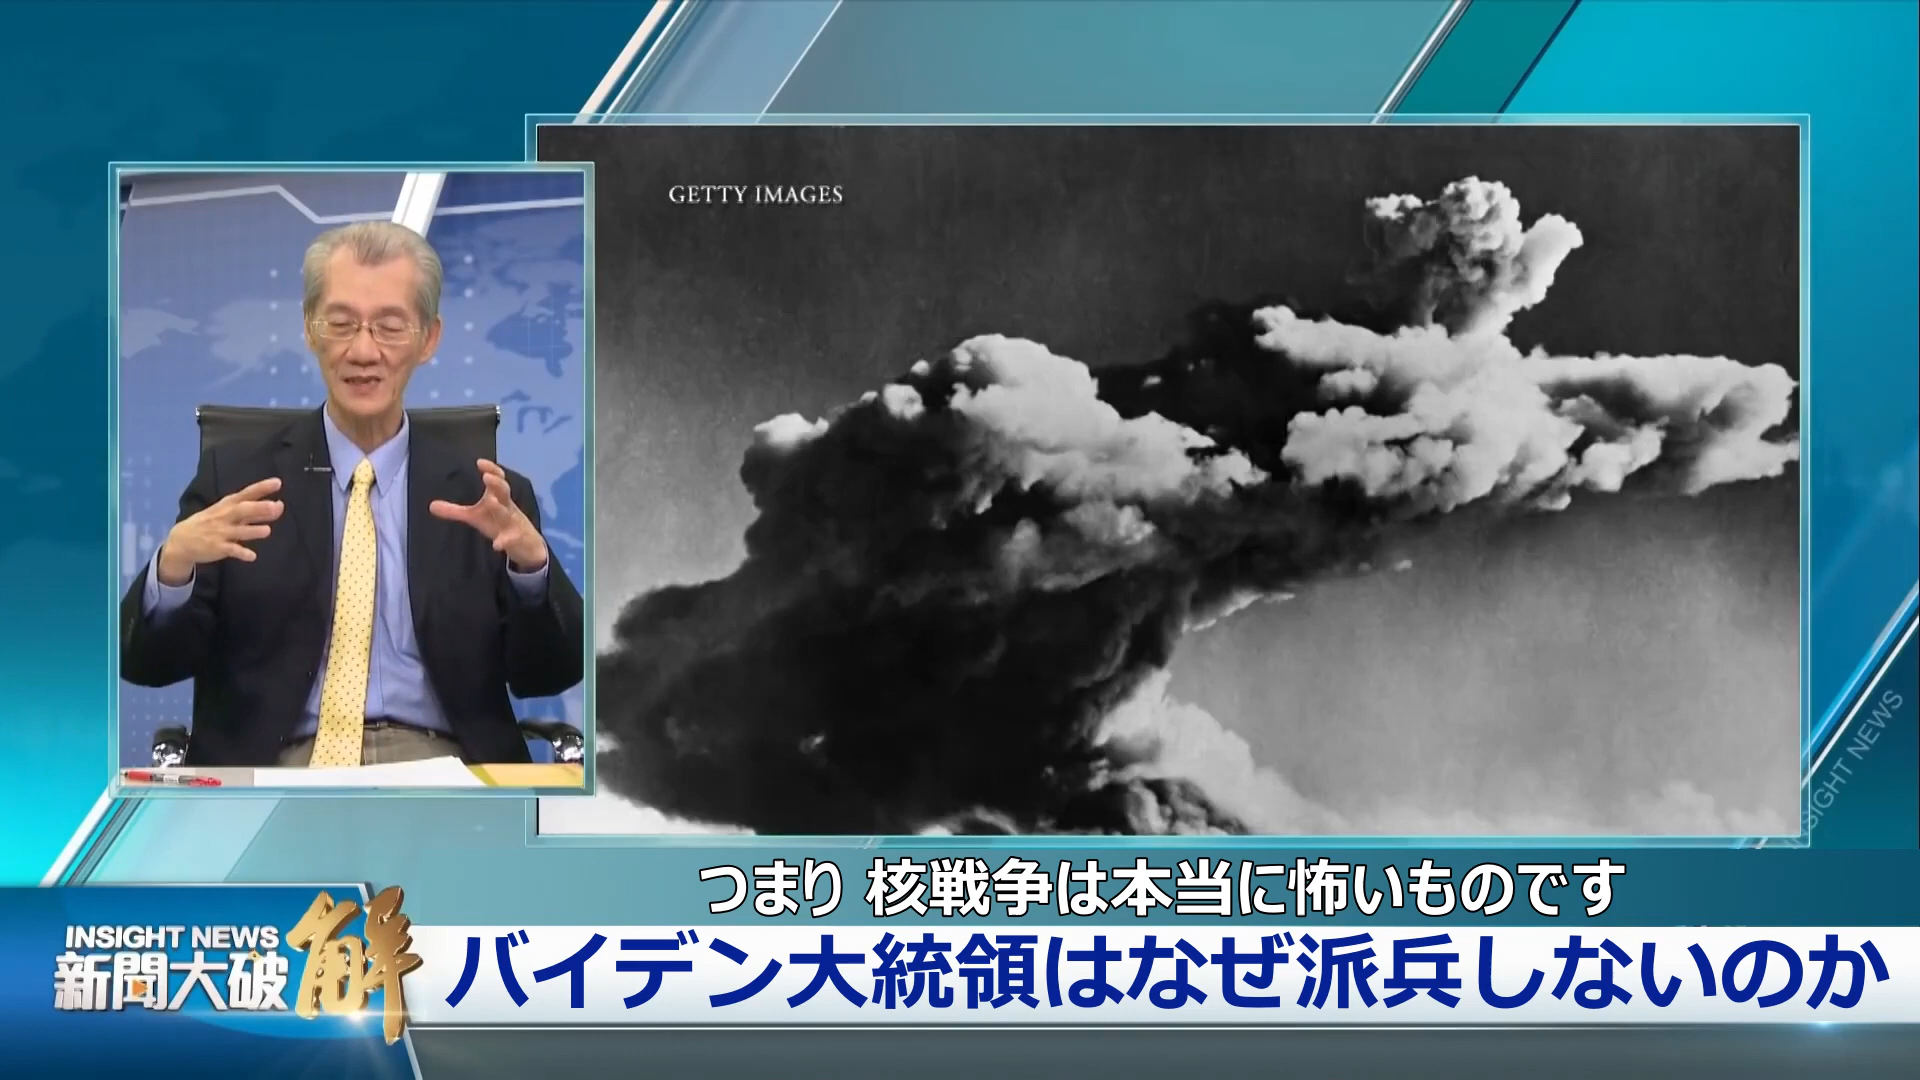 GETTY IMAGES
INSIGHT NEWS
つまり 核戦争は本当に怖いものです
INSIGHT NEWS
新聞大破解
バイデン大統領はなぜ派兵しないのか